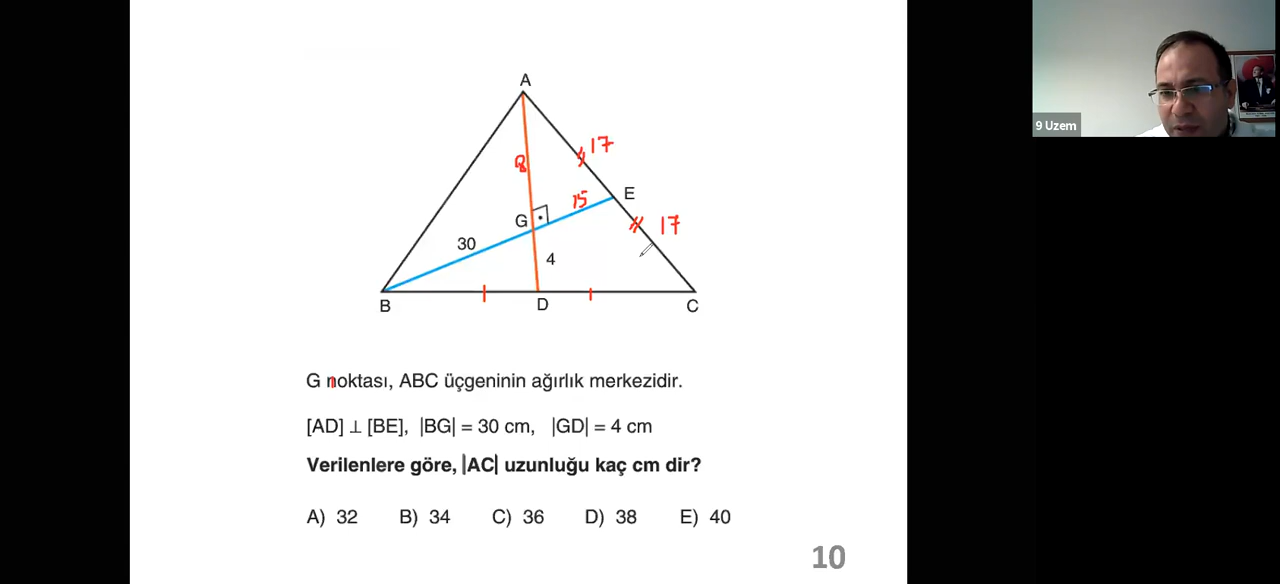 A
17
8
E
15
G
17
30
4
B
D
C
G noktası, ABC üçgeninin ağırlık merkezidir.
[AD] ⊥ [BE], |BG| = 30 cm, |GD| = 4 cm
Verilenlere göre, |AC| uzunluğu kaç cm dir?
A) 32 B) 34 C) 36 D) 38 E) 40
10
9 Uzem